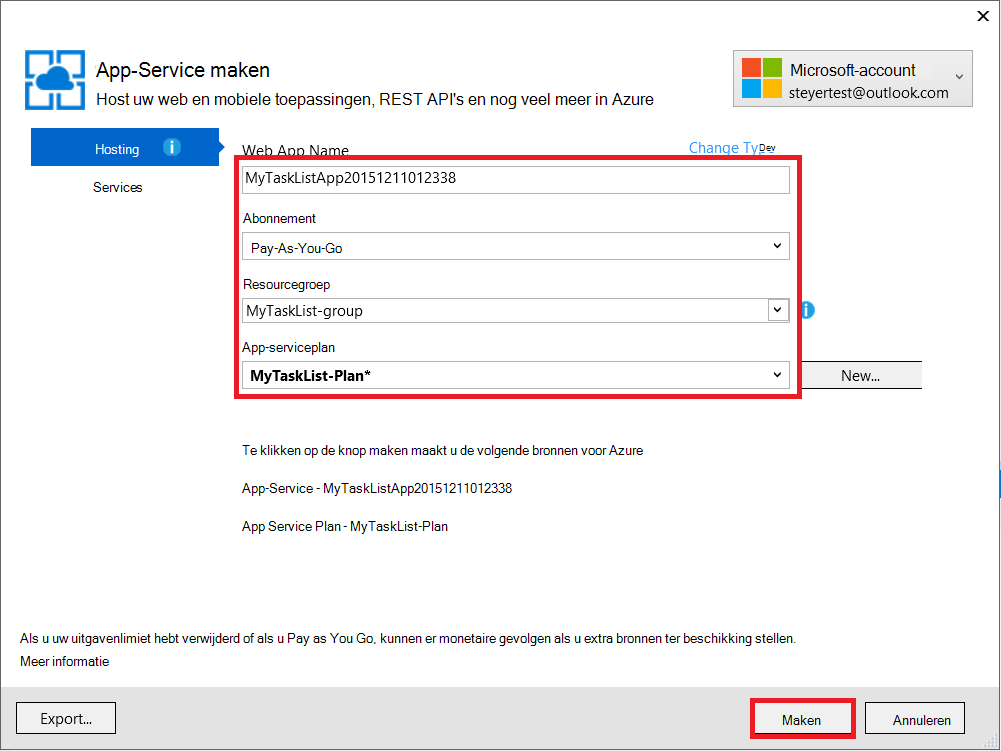 App-Service maken
Host uw web en mobiele toepassingen, REST API's en nog veel meer in Azure
Microsoft-account
steyertest@outlook.com
Hosting
Services
Web App Name
Change Type
Dev
MyTaskListApp20151211012338
Abonnement
Pay-As-You-Go
Resourcegroep
MyTaskList-group
App-serviceplan
MyTaskList-Plan*
New...
Te klikken op de knop maken maakt u de volgende bronnen voor Azure
App-Service - MyTaskListApp20151211012338
App Service Plan - MyTaskList-Plan
Als u uw uitgavenlimiet hebt verwijderd of als u Pay as You Go, kunnen er monetaire gevolgen als u extra bronnen ter beschikking stellen.
Meer informatie
Export...
Maken
Annuleren